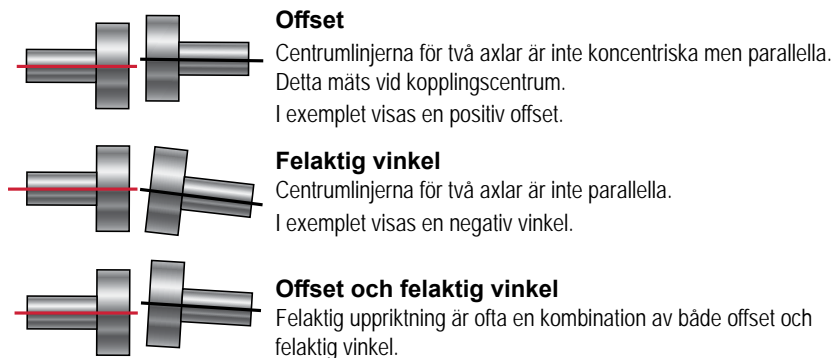 Offset
Centrumlinjerna för två axlar är inte koncentriska men parallella.
Detta mäts vid kopplingscentrum.
I exemplet visas en positiv offset.
Felaktig vinkel
Centrumlinjerna för två axlar är inte parallella.
I exemplet visas en negativ vinkel.
Offset och felaktig vinkel
Felaktig uppriktning är ofta en kombination av både offset och
felaktig vinkel.